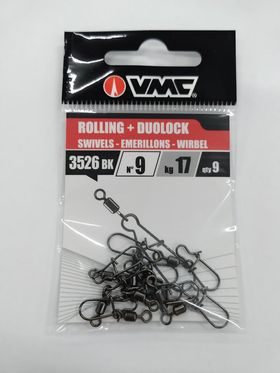 VMC
ROLLING + DUOLOCK
SWIVELS - EMERILLONS - WIRBEL
3526 BK N° 9 kg 17 qty 9